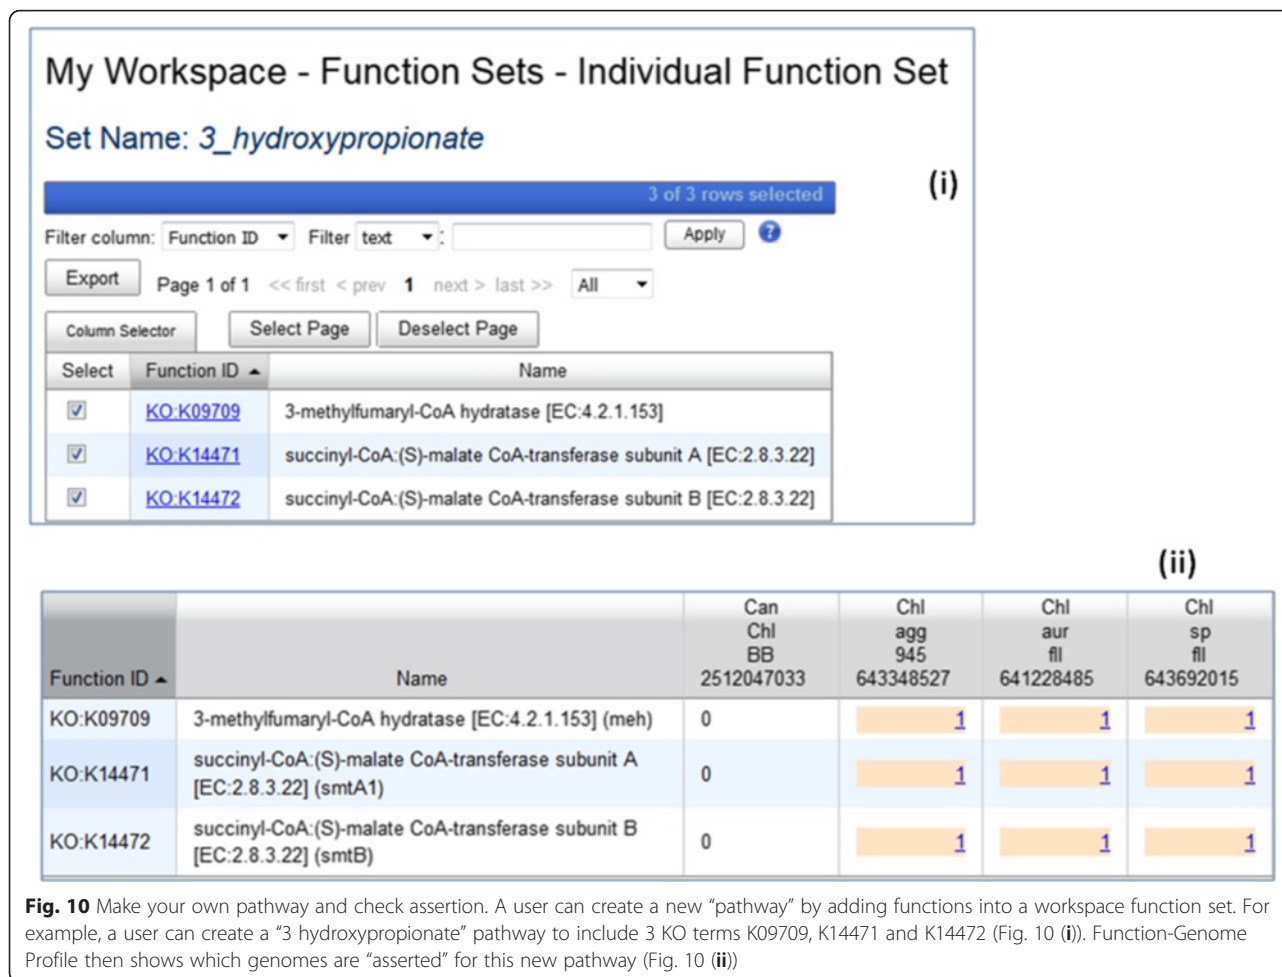 My Workspace - Function Sets - Individual Function Set
Set Name: 3_hydroxypropionate
(i)
3 of 3 rows selected
Filter column: Function ID Filter text : Apply ?
Export Page 1 of 1 << first < prev 1 next > last >> All
Column Selector Select Page Deselect Page
Select Function ID Name
KO:K09709 3-methylfumaryl-CoA hydratase [EC:4.2.1.153]
KO:K14471 succinyl-CoA:(S)-malate CoA-transferase subunit A [EC:2.8.3.22]
KO:K14472 succinyl-CoA:(S)-malate CoA-transferase subunit B [EC:2.8.3.22]
(ii)
Function ID Name
Can
Chl
BB
2512047033
Chl
agg
945
643348527
Chl
aur
fll
641228485
Chl
sp
fll
643692015
KO:K09709 3-methylfumaryl-CoA hydratase [EC:4.2.1.153] (meh) 0 1 1 1
KO:K14471 succinyl-CoA:(S)-malate CoA-transferase subunit A
[EC:2.8.3.22] (smtA1) 0 1 1 1
KO:K14472 succinyl-CoA:(S)-malate CoA-transferase subunit B
[EC:2.8.3.22] (smtB) 0 1 1 1
Fig. 10 Make your own pathway and check assertion. A user can create a new “pathway” by adding functions into a workspace function set. For
example, a user can create a “3 hydroxypropionate” pathway to include 3 KO terms K09709, K14471 and K14472 (Fig. 10 (i)). Function-Genome
Profile then shows which genomes are “asserted” for this new pathway (Fig. 10 (ii))